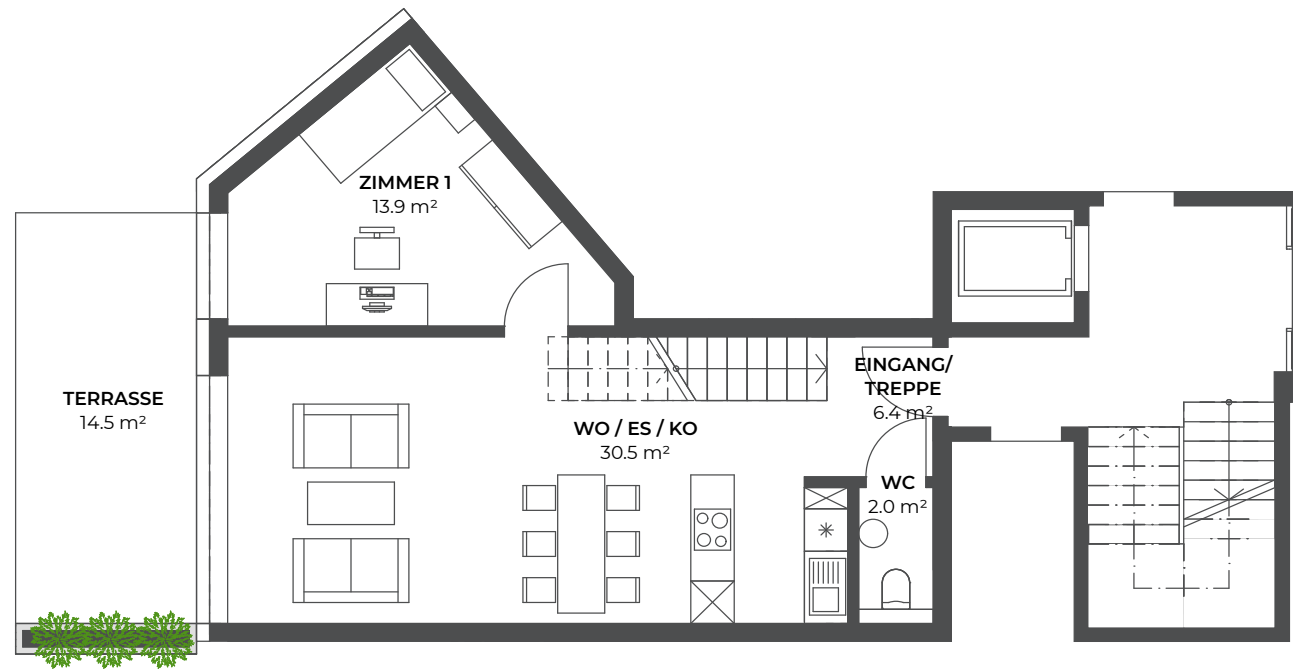 ZIMMER 1
13.9 m²
TERRASSE
14.5 m²
WO / ES / KO
30.5 m²
EINGANG/
TREPPE
6.4 m²
WC
2.0 m²